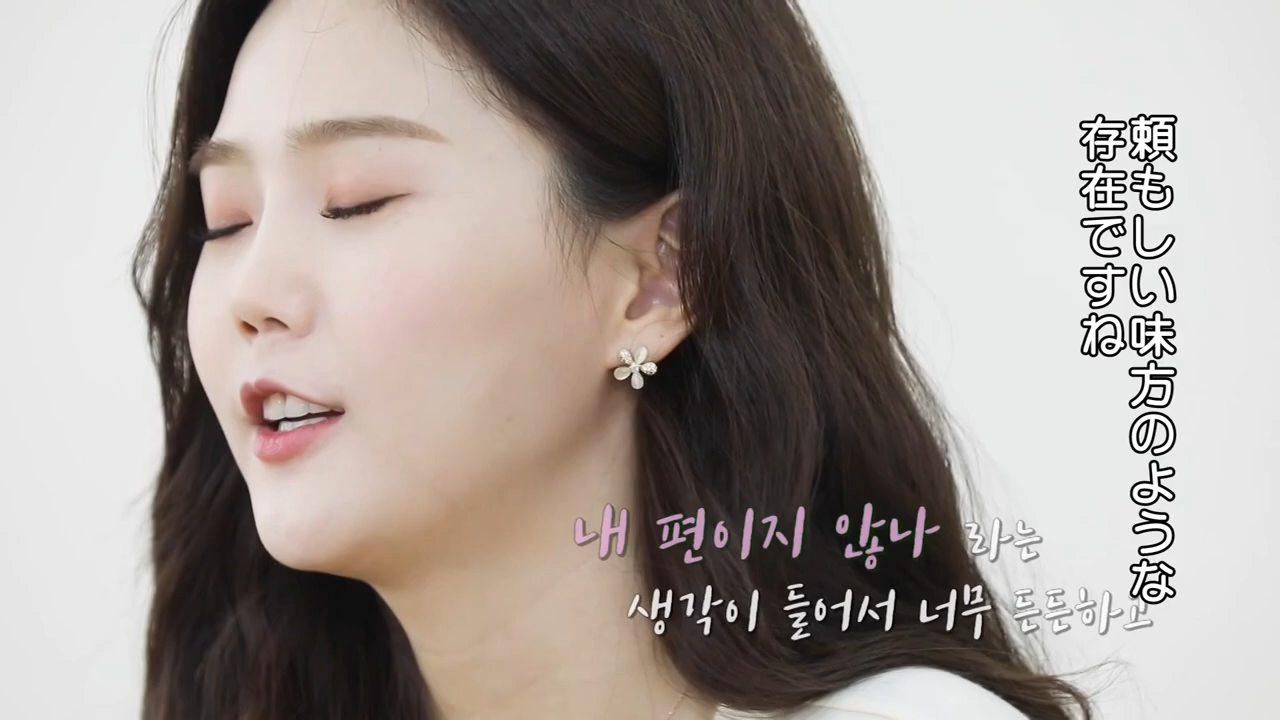 頼もしい味方のような
存在ですね
내 편이지 않나 라는
생각이 들어서 너무 든든하고